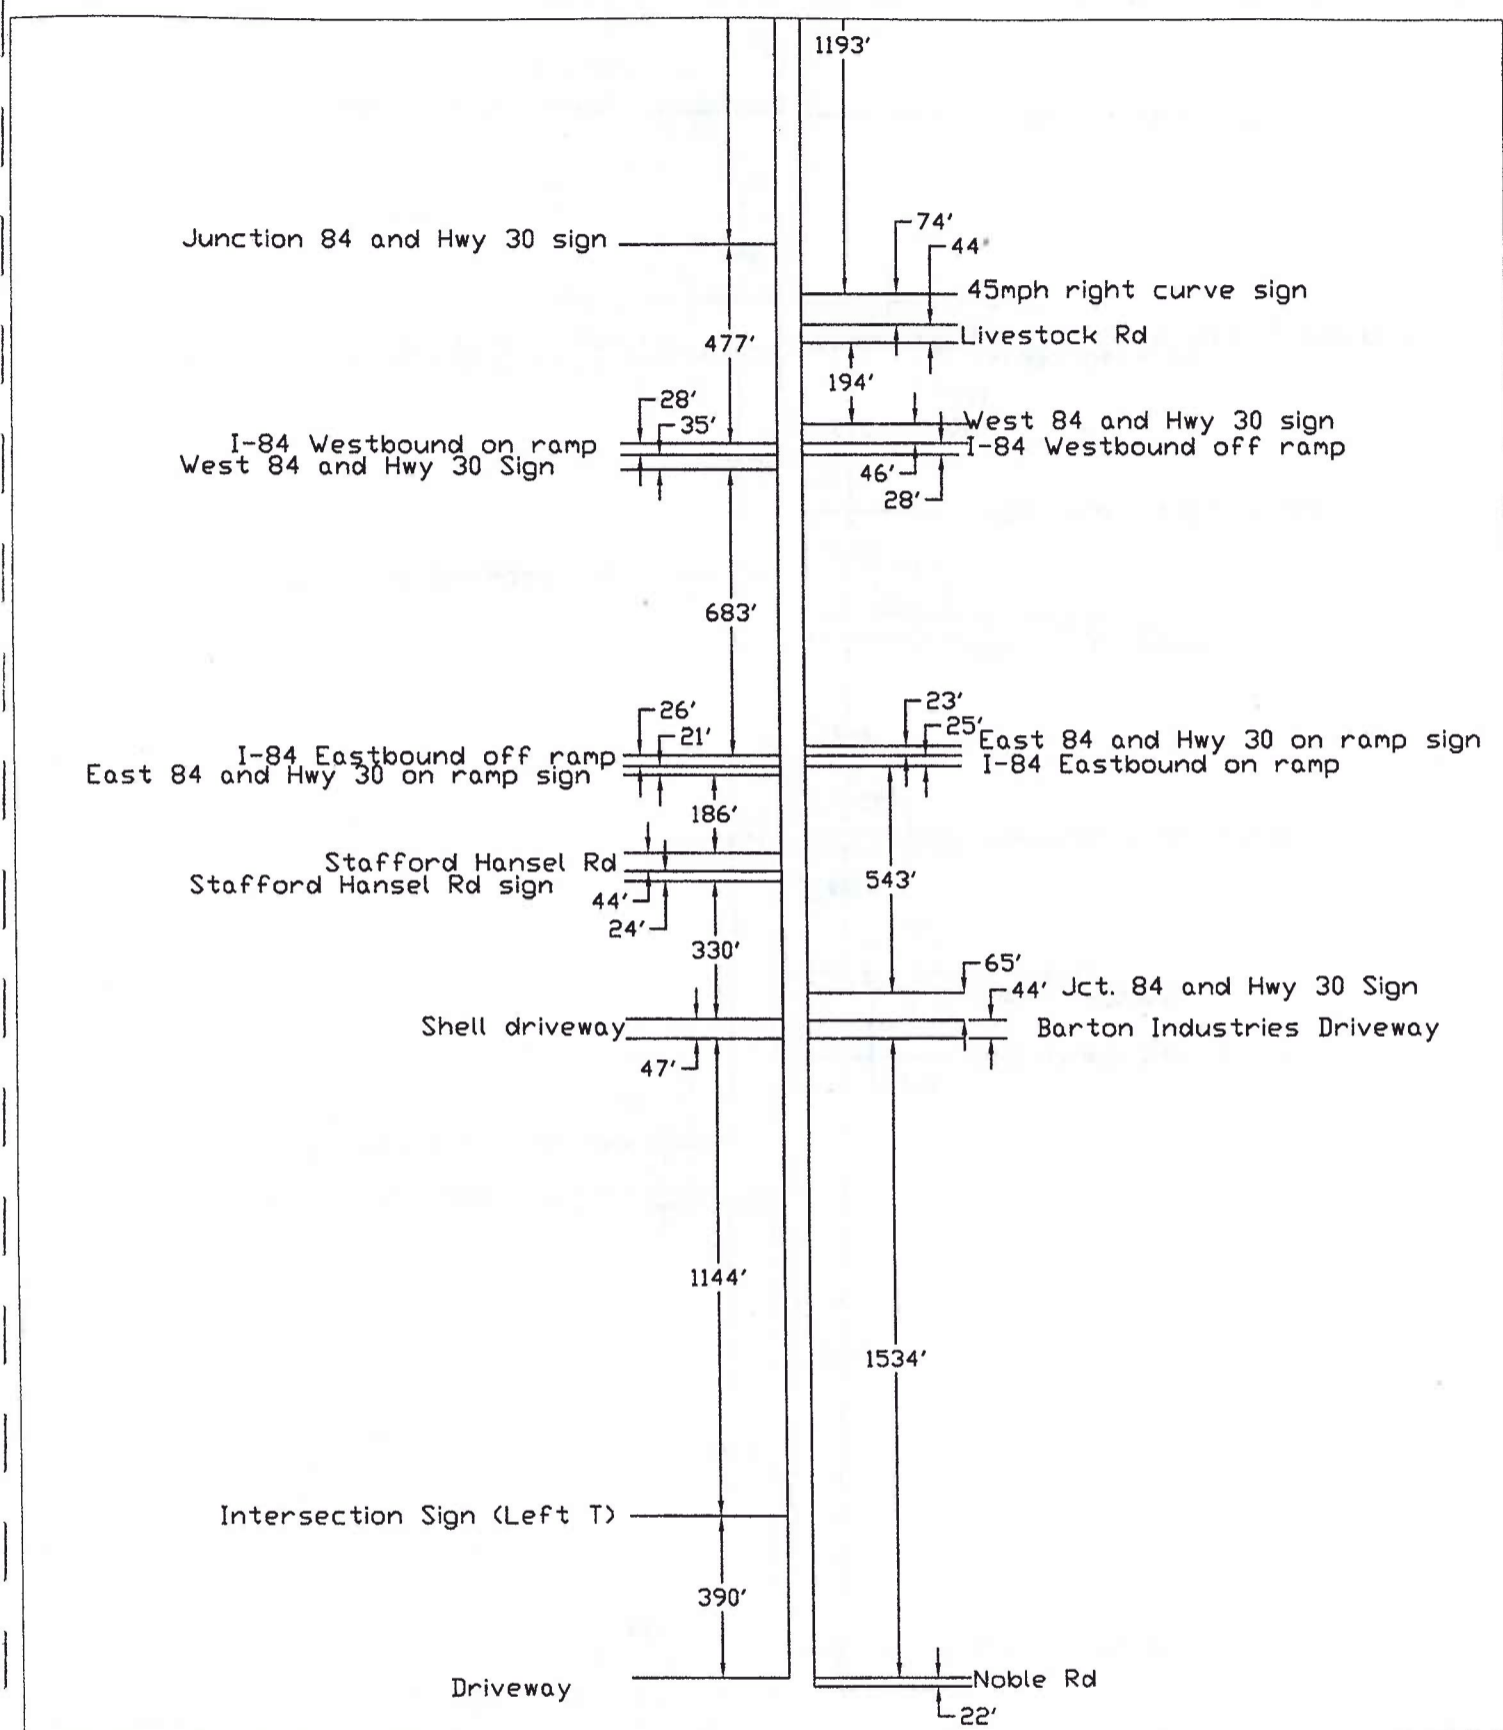 1193'
74'
Junction 84 and Hwy 30 sign
44'
45mph right curve sign
Livestock Rd
477'
194'
28'
35'
West 84 and Hwy 30 sign
I-84 Westbound on ramp
I-84 Westbound off ramp
West 84 and Hwy 30 Sign
46'
28'
683'
26'
23'
21'
25'
East 84 and Hwy 30 on ramp sign
I-84 Eastbound off ramp
I-84 Eastbound on ramp
East 84 and Hwy 30 on ramp sign
186'
Stafford Hansel Rd
Stafford Hansel Rd sign
543'
44'
24'
330'
65'
44' Jct. 84 and Hwy 30 Sign
Shell driveway
Barton Industries Driveway
47'
1144'
1534'
Intersection Sign (Left T)
390'
Driveway
Noble Rd
22'